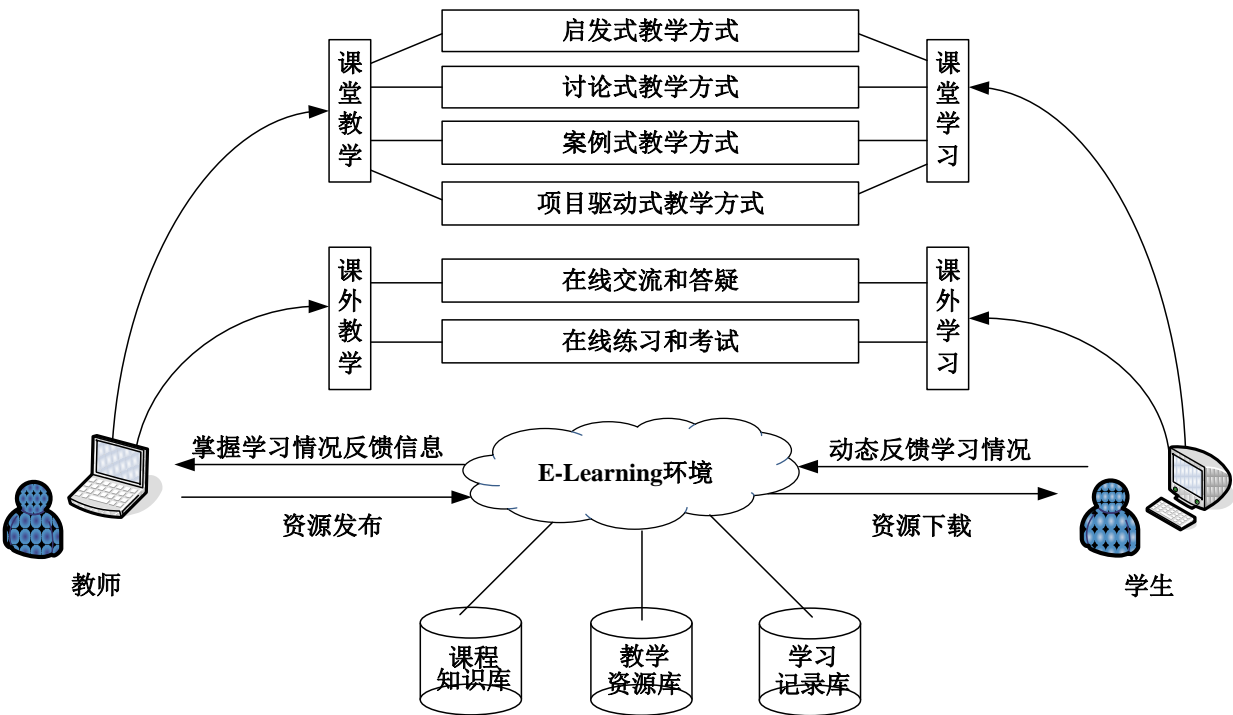 启发式教学方式
讨论式教学方式
案例式教学方式
项目驱动式教学方式
课堂教学
课堂学习
在线交流和答疑
在线练习和考试
课外教学
课外学习
掌握学习情况反馈信息
E-Learning环境
动态反馈学习情况
资源发布
资源下载
教师
学生
课程
知识库
教学
资源库
学习
记录库